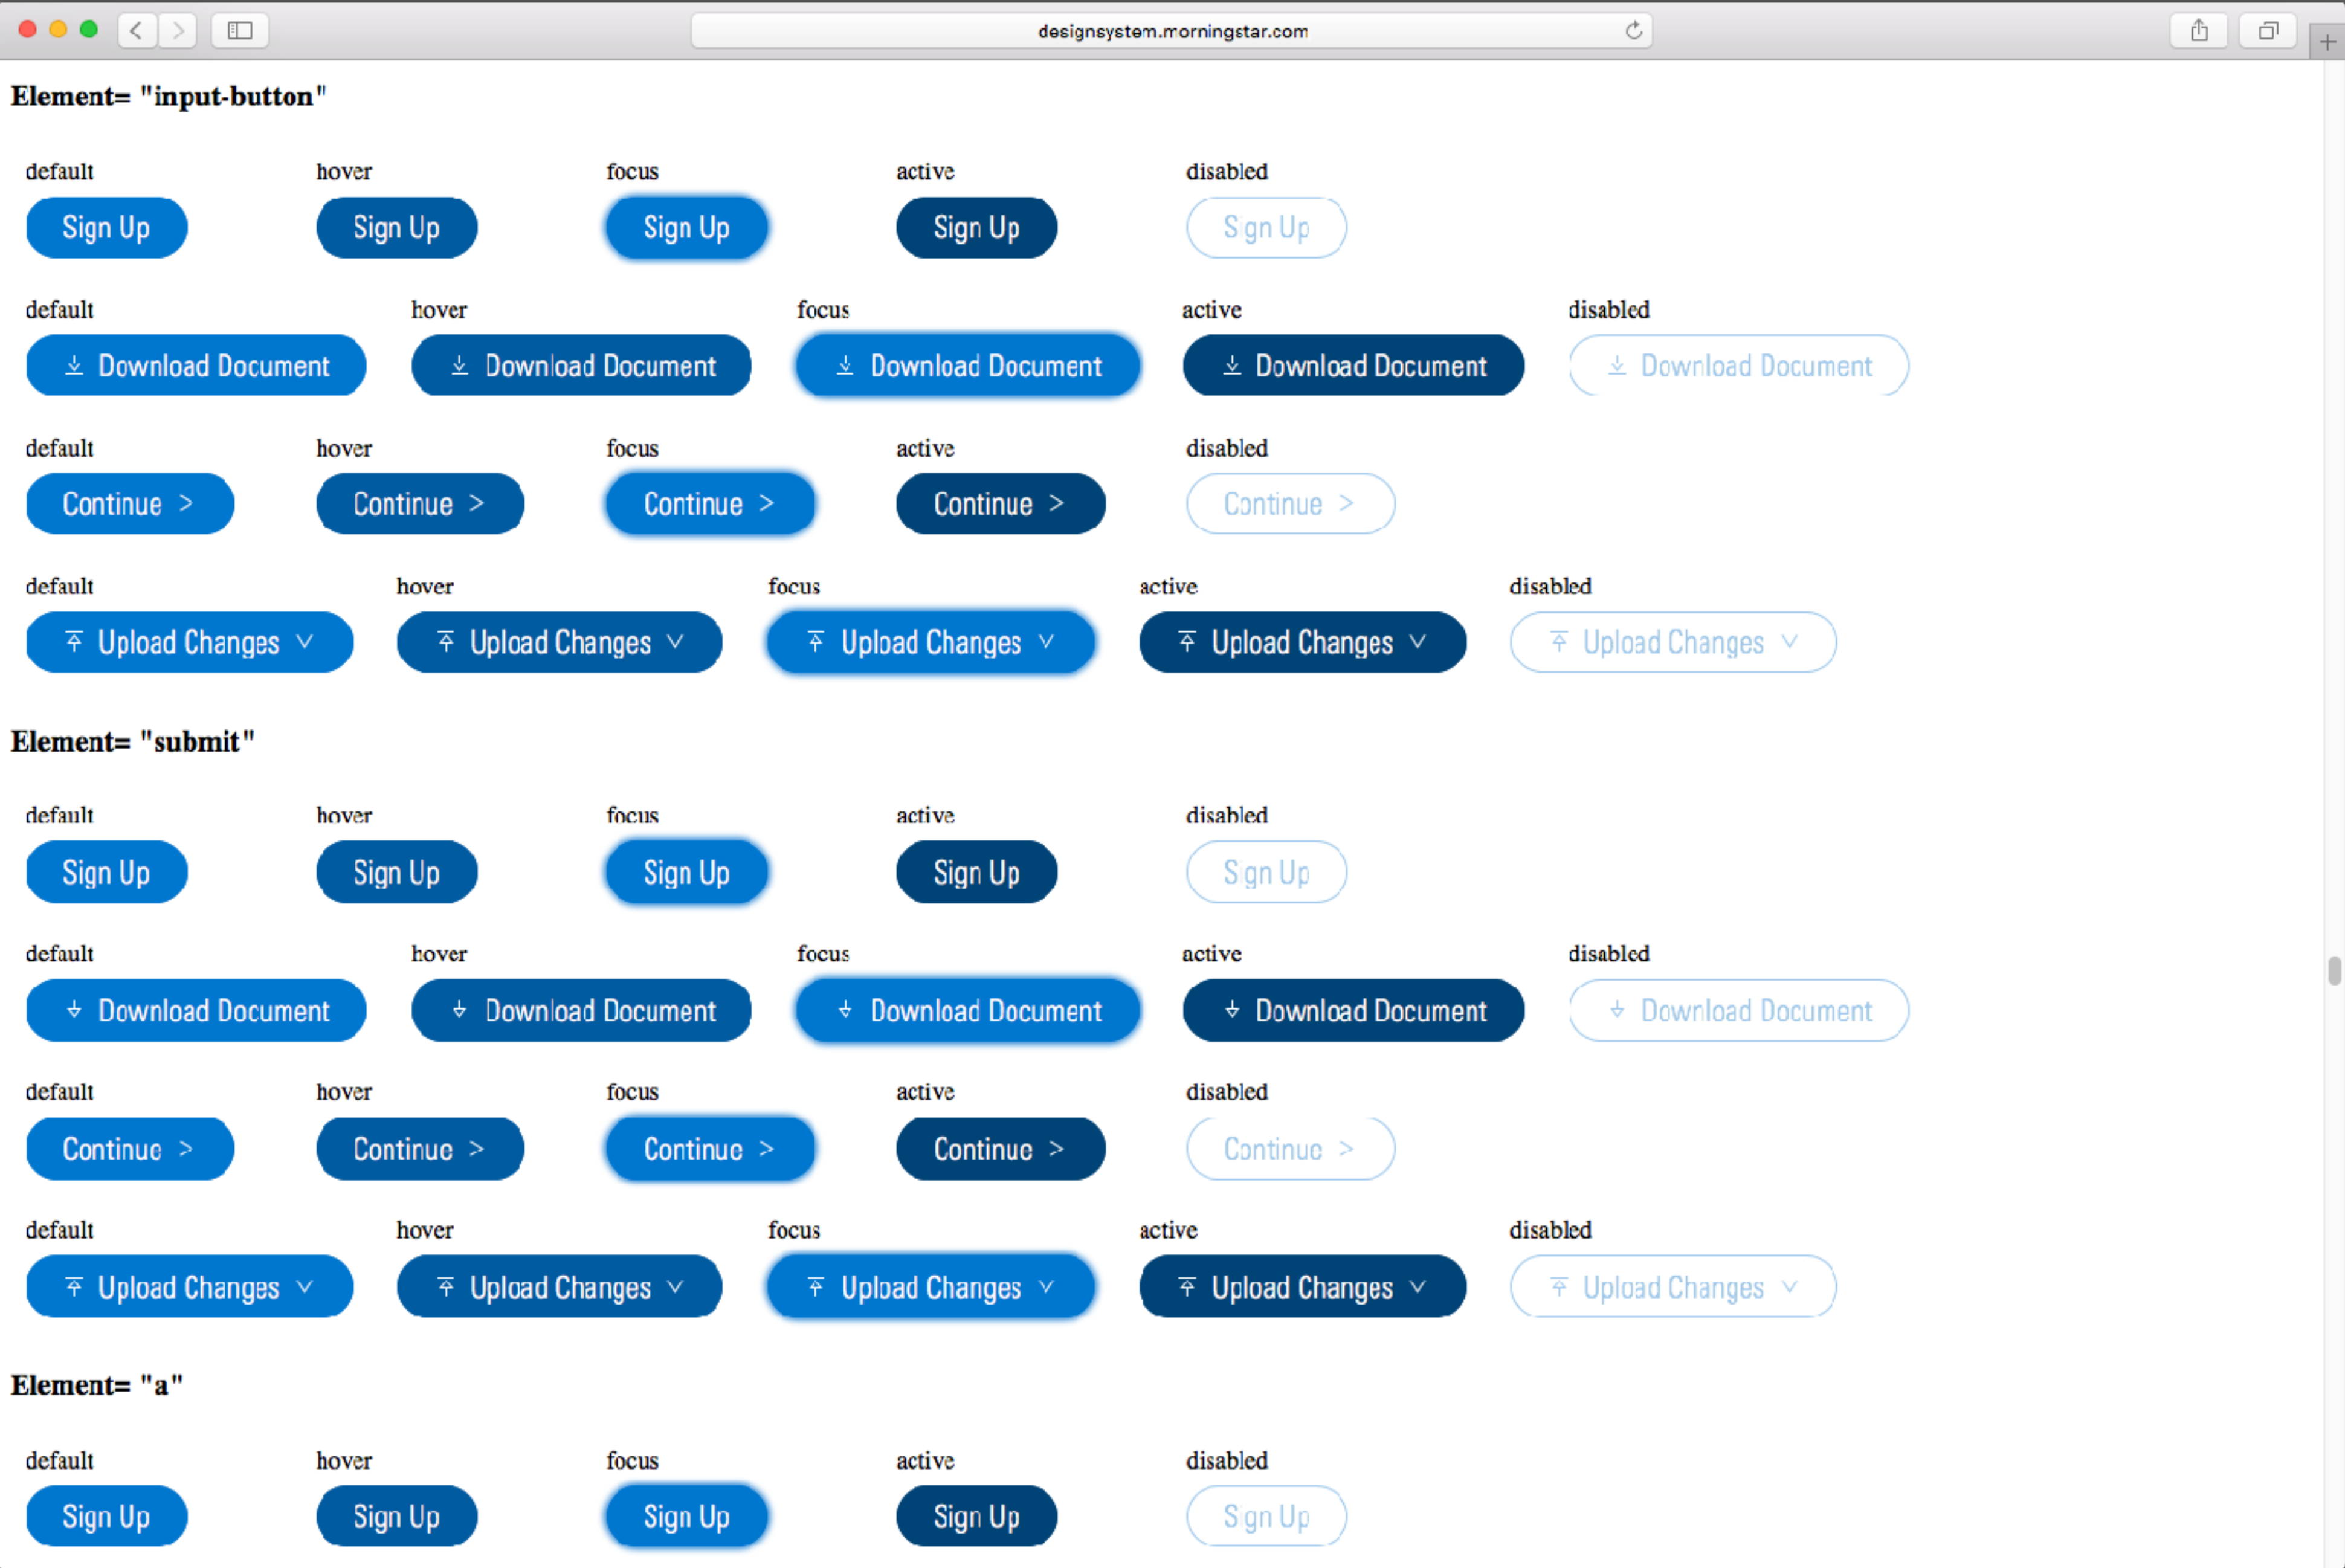 designsystem.morningstar.com
Element= "input-button"
default hover focus active disabled
Sign Up Sign Up Sign Up Sign Up Sign Up
default hover focus active disabled
Download Document Download Document Download Document Download Document Download Document
default hover focus active disabled
Continue > Continue > Continue > Continue > Continue >
default hover focus active disabled
Upload Changes Upload Changes Upload Changes Upload Changes Upload Changes
Element= "submit"
default hover focus active disabled
Sign Up Sign Up Sign Up Sign Up Sign Up
default hover focus active disabled
Download Document Download Document Download Document Download Document Download Document
default hover focus active disabled
Continue > Continue > Continue > Continue > Continue >
default hover focus active disabled
Upload Changes Upload Changes Upload Changes Upload Changes Upload Changes
Element= "a"
default hover focus active disabled
Sign Up Sign Up Sign Up Sign Up Sign Up